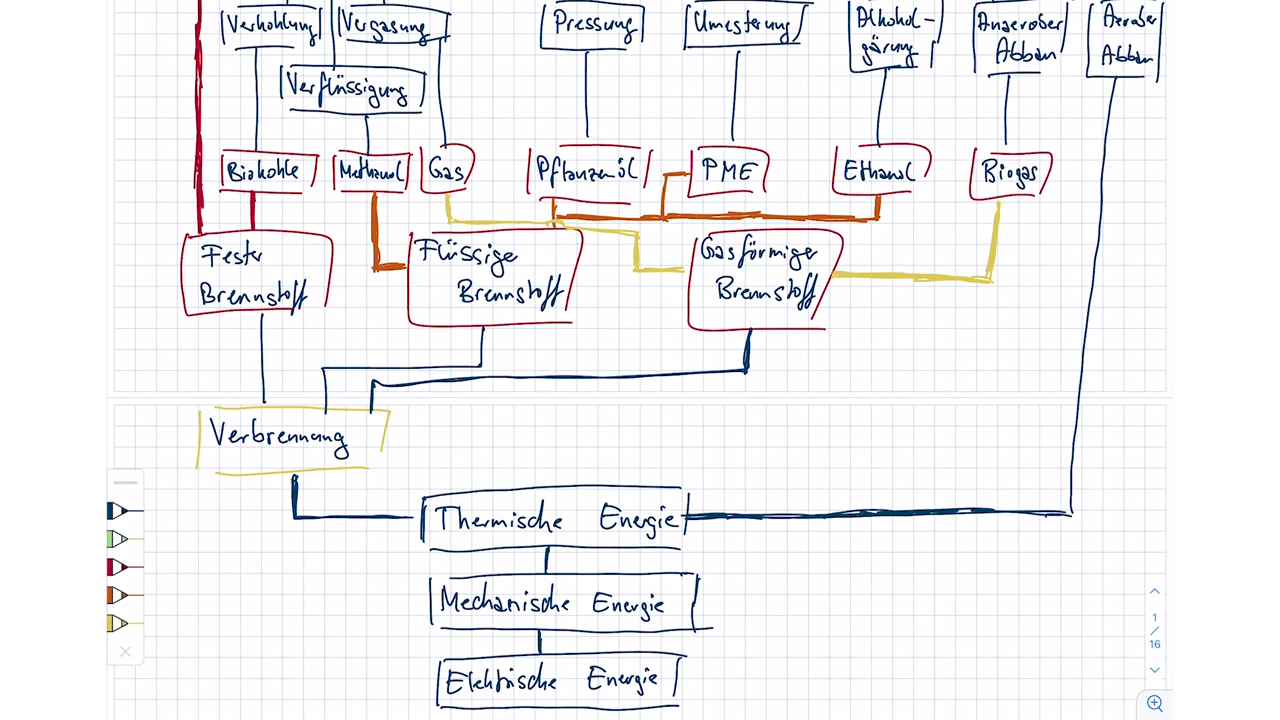 Verkohlung
Vergasung
Pressung
Umesterung
Alkohol-
gärung
Anaerober
Abbau
Aerober
Abbau
Verflüssigung
Biokohle
Methanol
Gas
Pflanzenöl
PME
Ethanol
Biogas
Fester
Brennstoff
Flüssige
Brennstoff
Gasförmiger
Brennstoff
Verbrennung
Thermische Energie
Mechanische Energie
Elektrische Energie
1
/
16